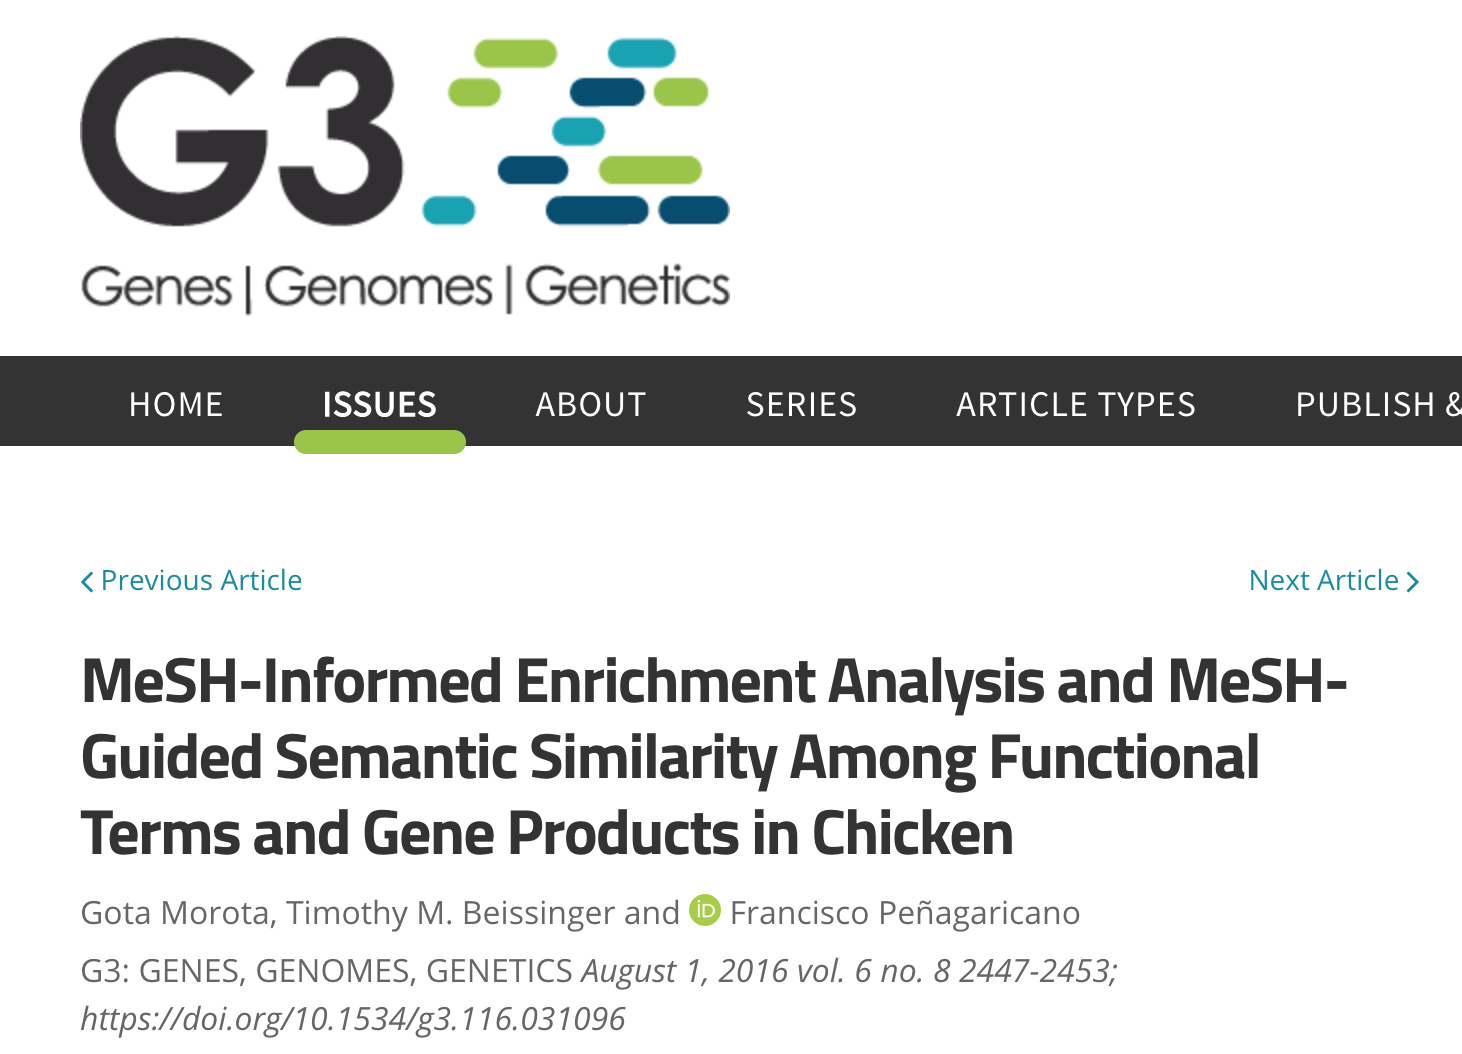 G3
Genes | Genomes | Genetics
HOME ISSUES ABOUT SERIES ARTICLE TYPES PUBLISH &
Previous Article Next Article
MeSH-Informed Enrichment Analysis and MeSH-
Guided Semantic Similarity Among Functional
Terms and Gene Products in Chicken
Gota Morota, Timothy M. Beissinger and iD Francisco Peñagaricano
G3: GENES, GENOMES, GENETICS August 1, 2016 vol. 6 no. 8 2447-2453;
https://doi.org/10.1534/g3.116.031096